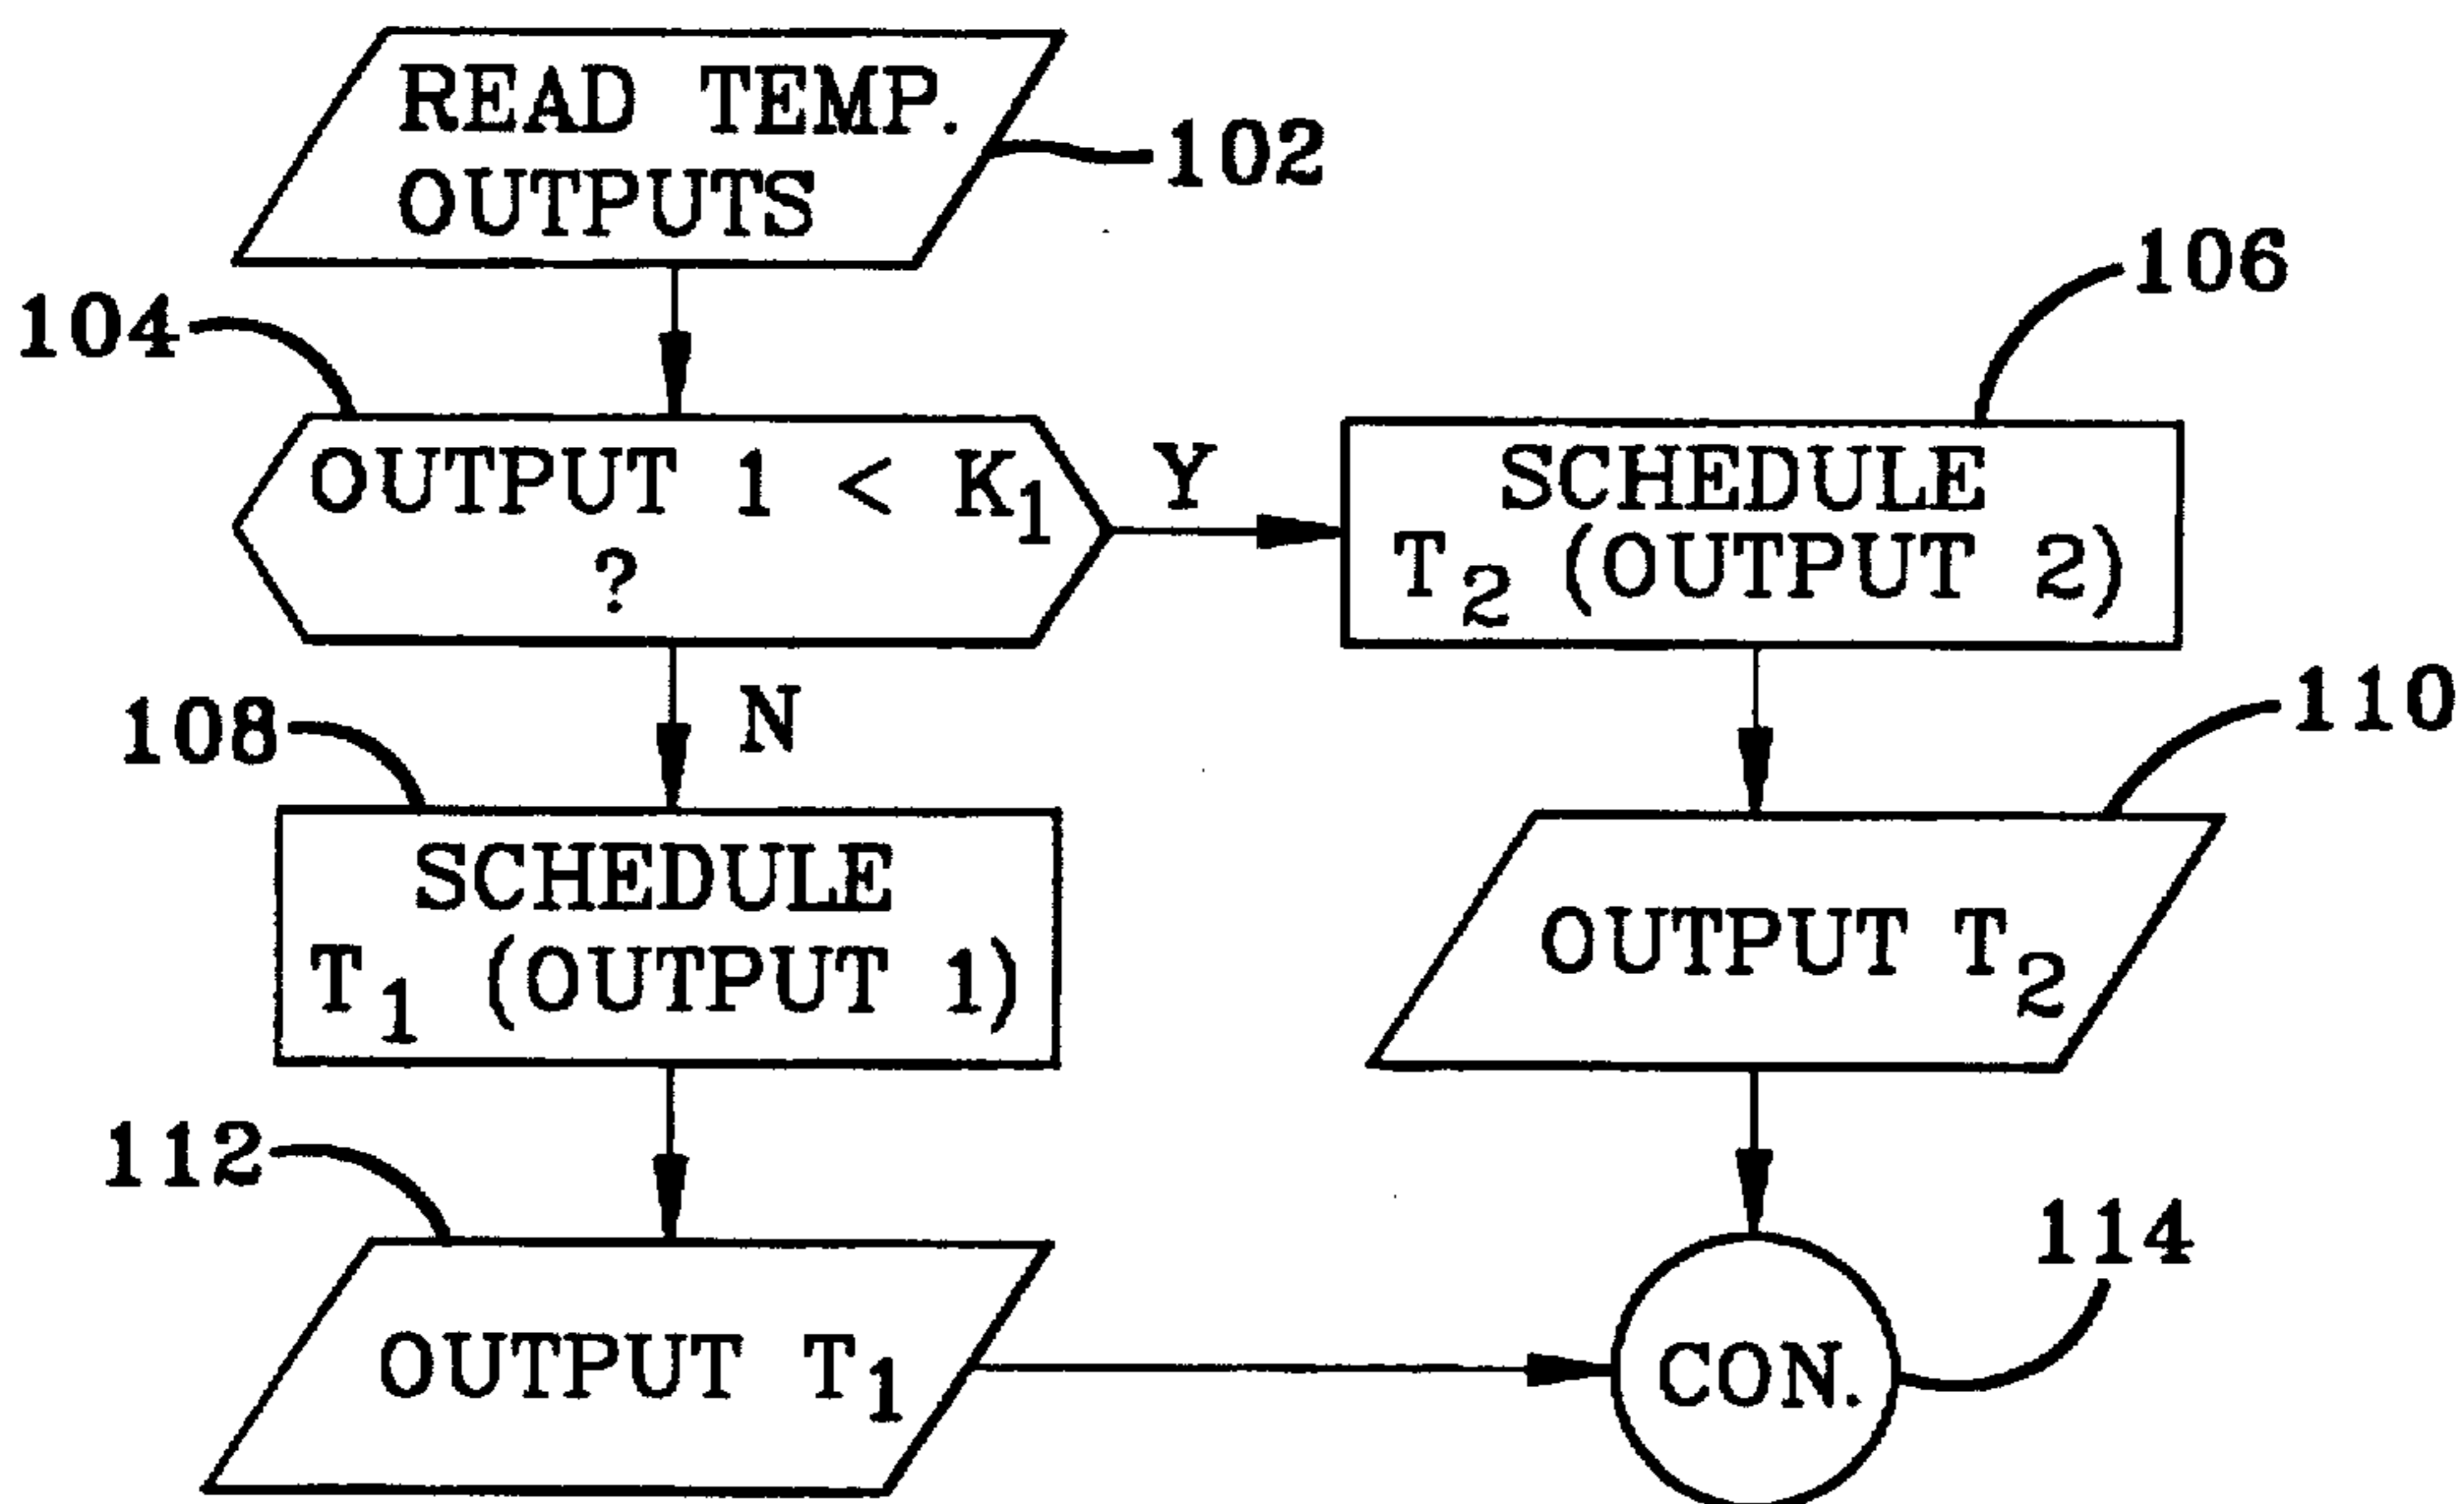 READ TEMP.
OUTPUTS
102
104
OUTPUT 1 < K₁
?
Y
106
SCHEDULE
T₂ (OUTPUT 2)
N
108
SCHEDULE
T₁ (OUTPUT 1)
110
OUTPUT T₂
112
OUTPUT T₁
114
CON.